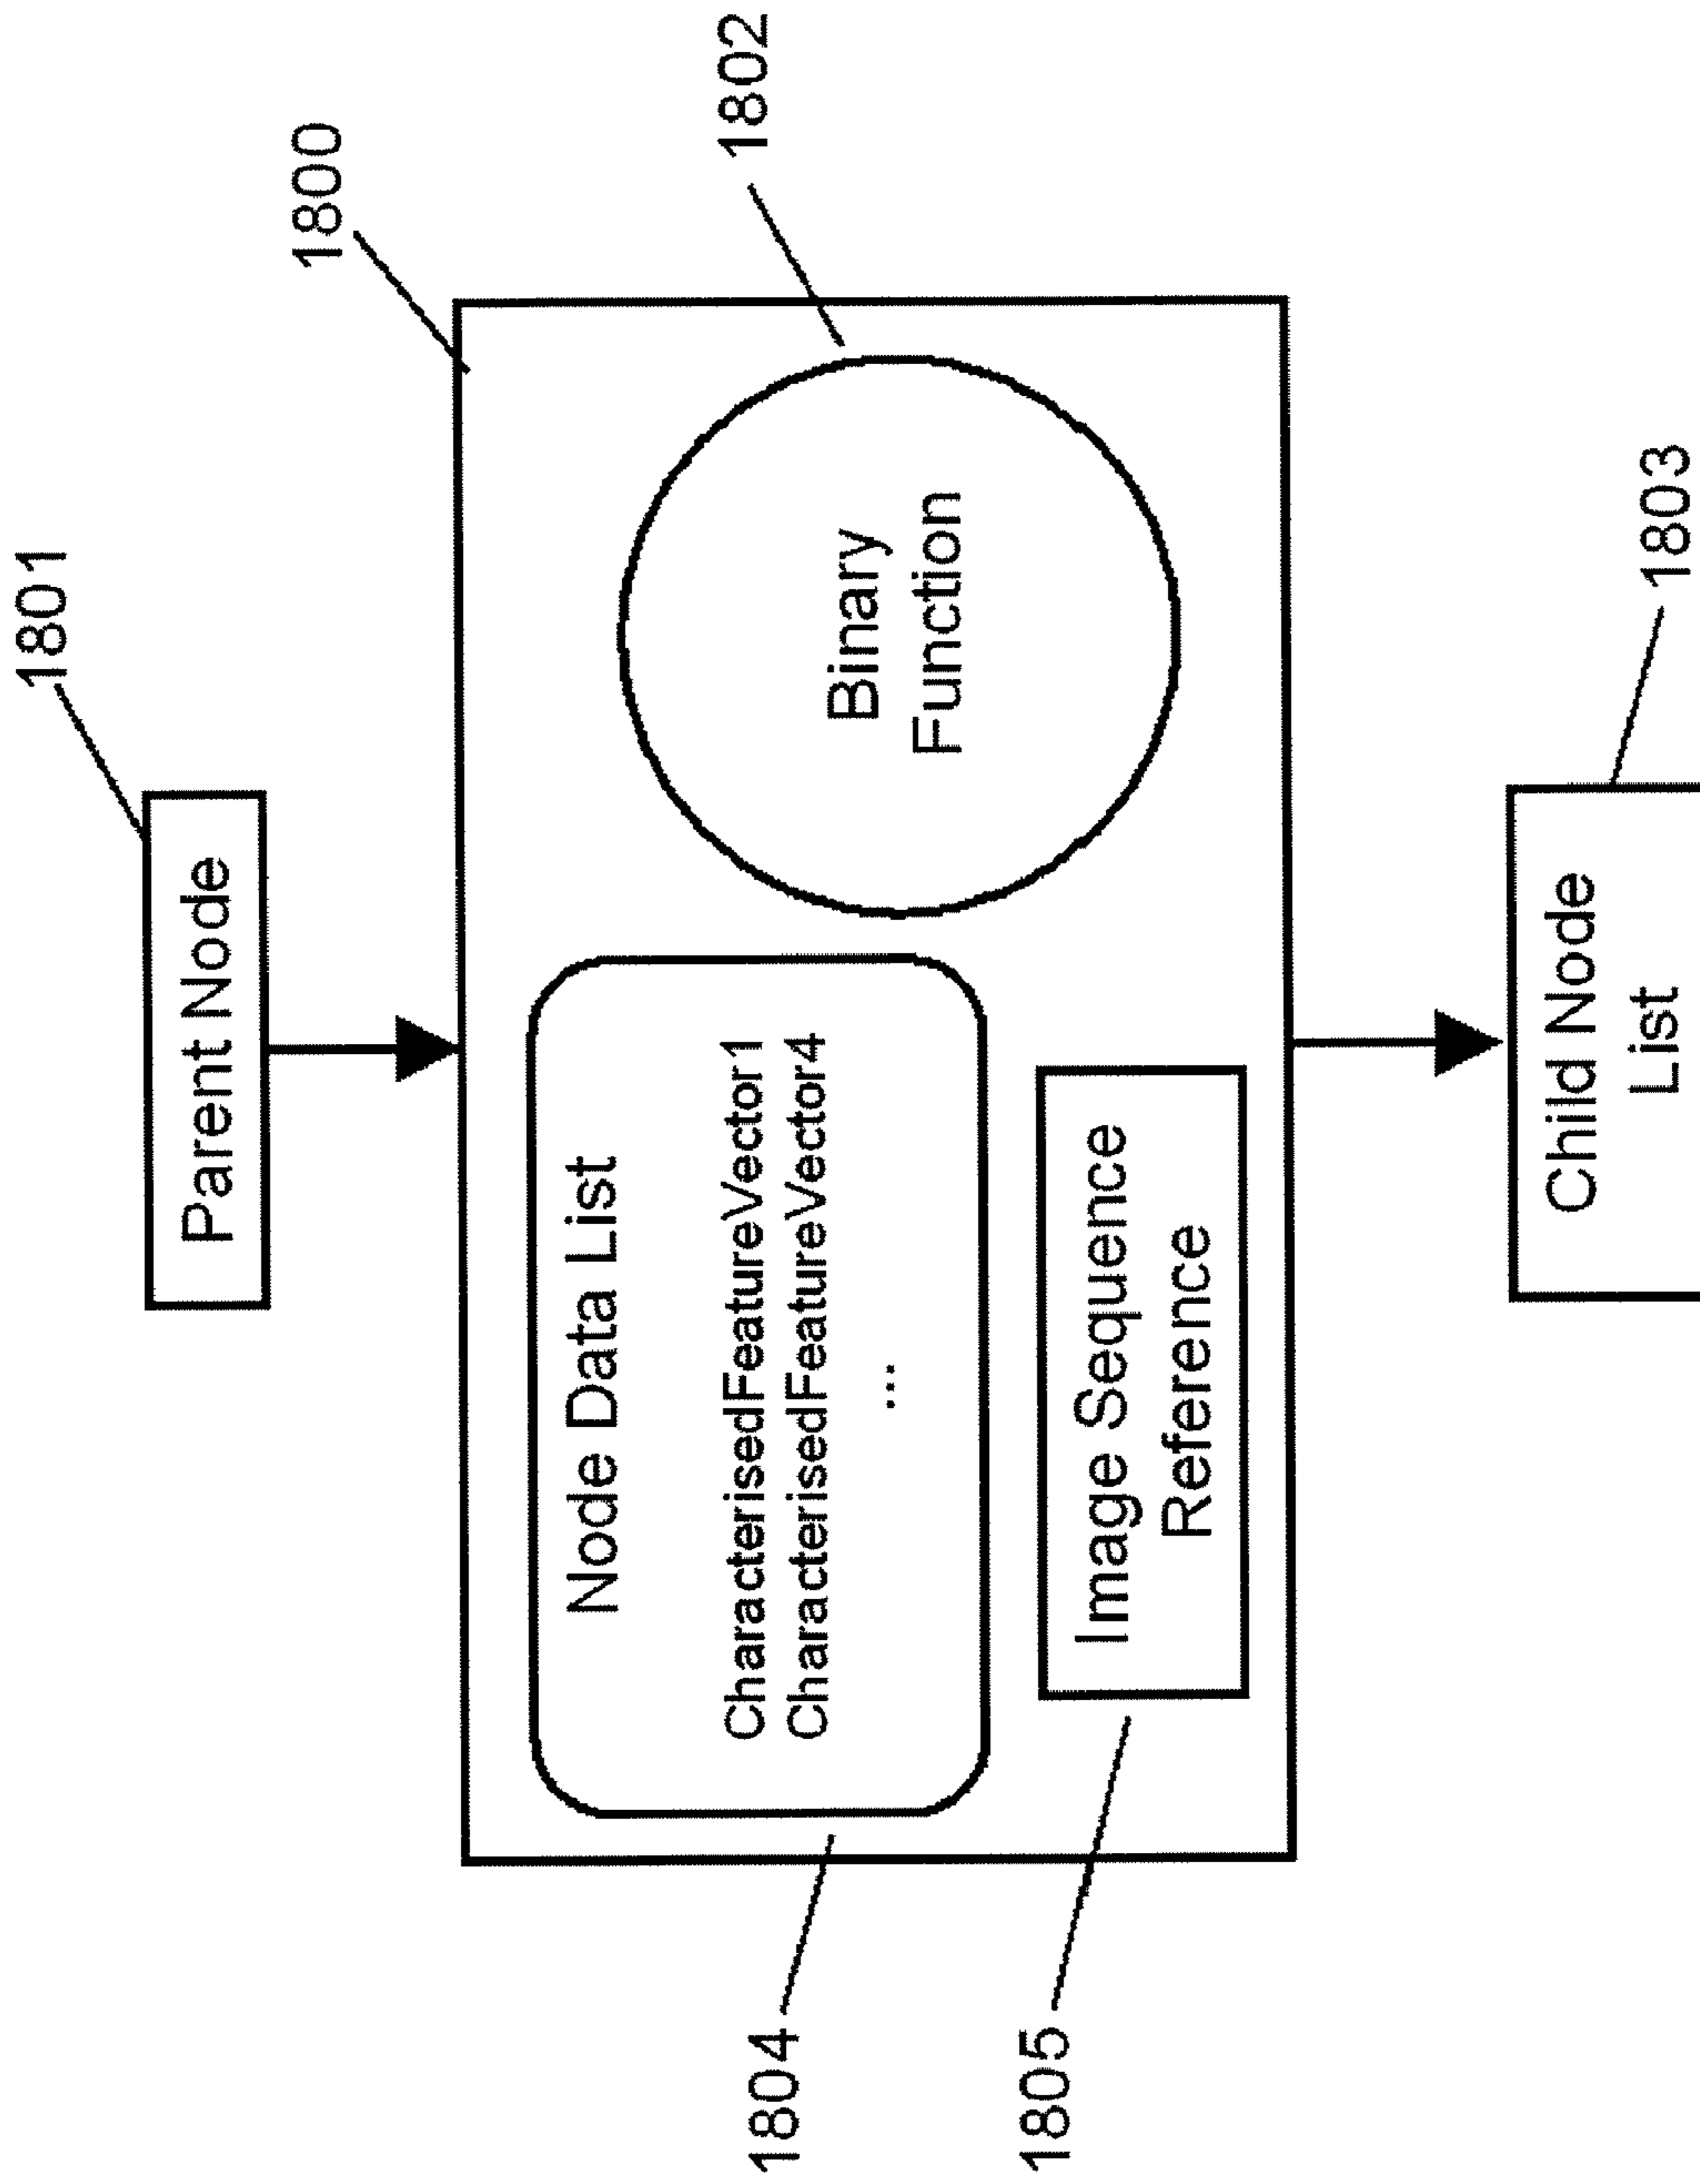 1801
Parent Node
1800
Node Data List
CharacterisedFeatureVector1
CharacterisedFeatureVector4
...
1802
Binary
Function
1804
Image Sequence
Reference
1805
Child Node
List
1803